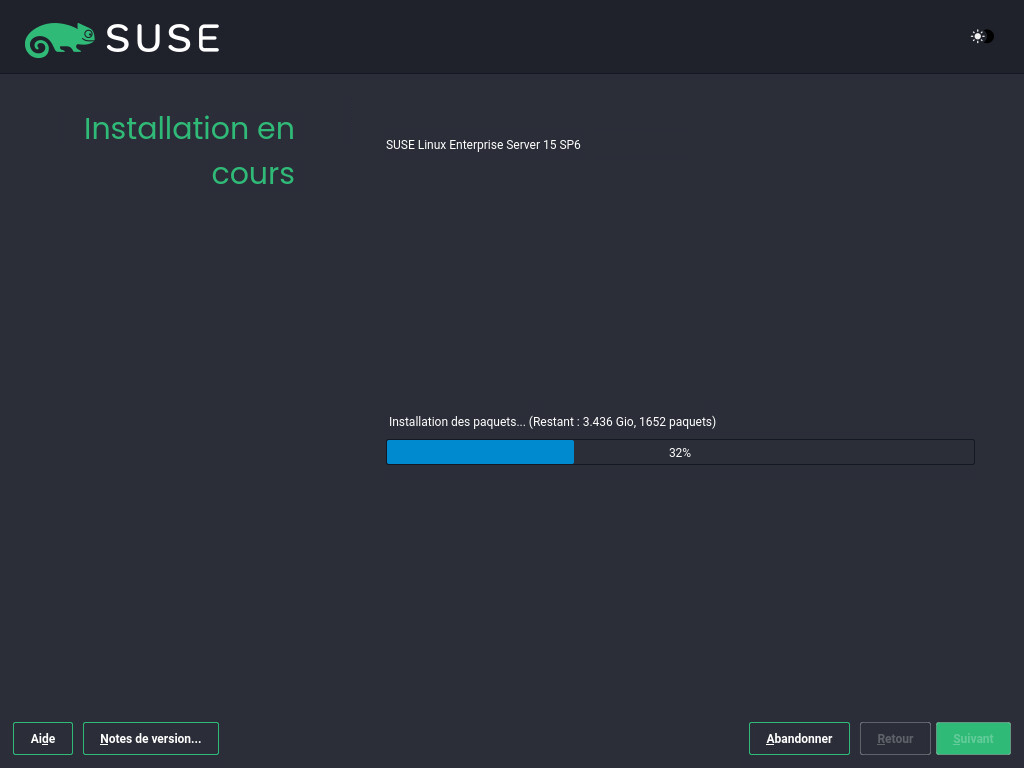 SUSE
Installation en
cours
SUSE Linux Enterprise Server 15 SP6
Installation des paquets... (Restant : 3.436 Gio, 1652 paquets)
32%
Aide
Notes de version...
Abandonner
Retour
Suivant